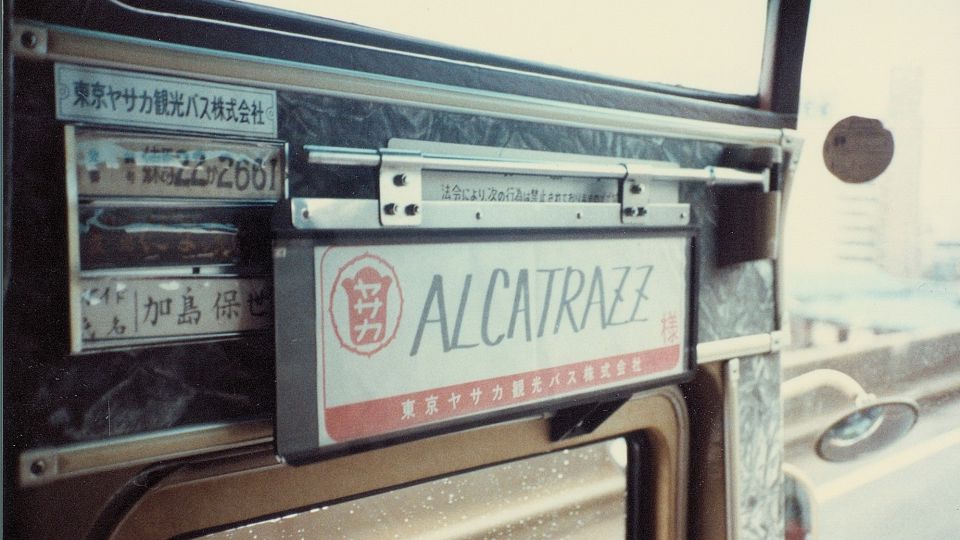 東京ヤサカ観光バス株式会社
22 2661
法令により次の行為は禁止されており
加島 保世
ヤサカ
ALCATRAZZ
様
東京ヤサカ観光バス株式会社